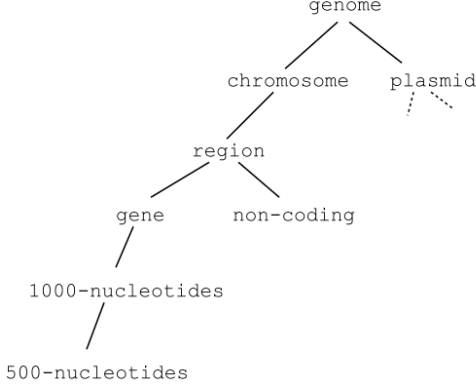 genome
chromosome plasmid
region
gene non-coding
1000-nucleotides
500-nucleotides